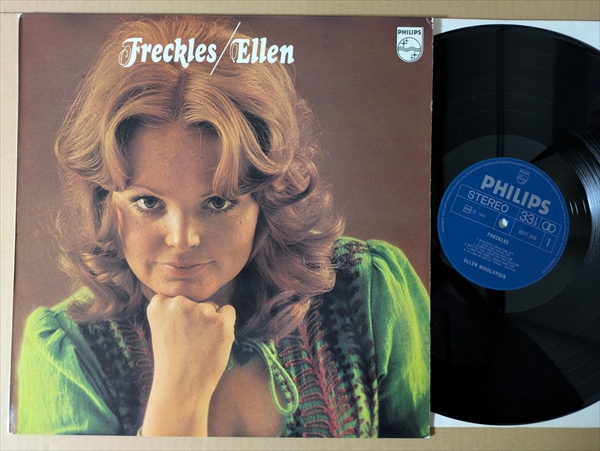 Freckles/Ellen
PHILIPS
PHILIPS
STEREO
33⅓
1
FRECKLES
ELLEN NIKOLAYSEN